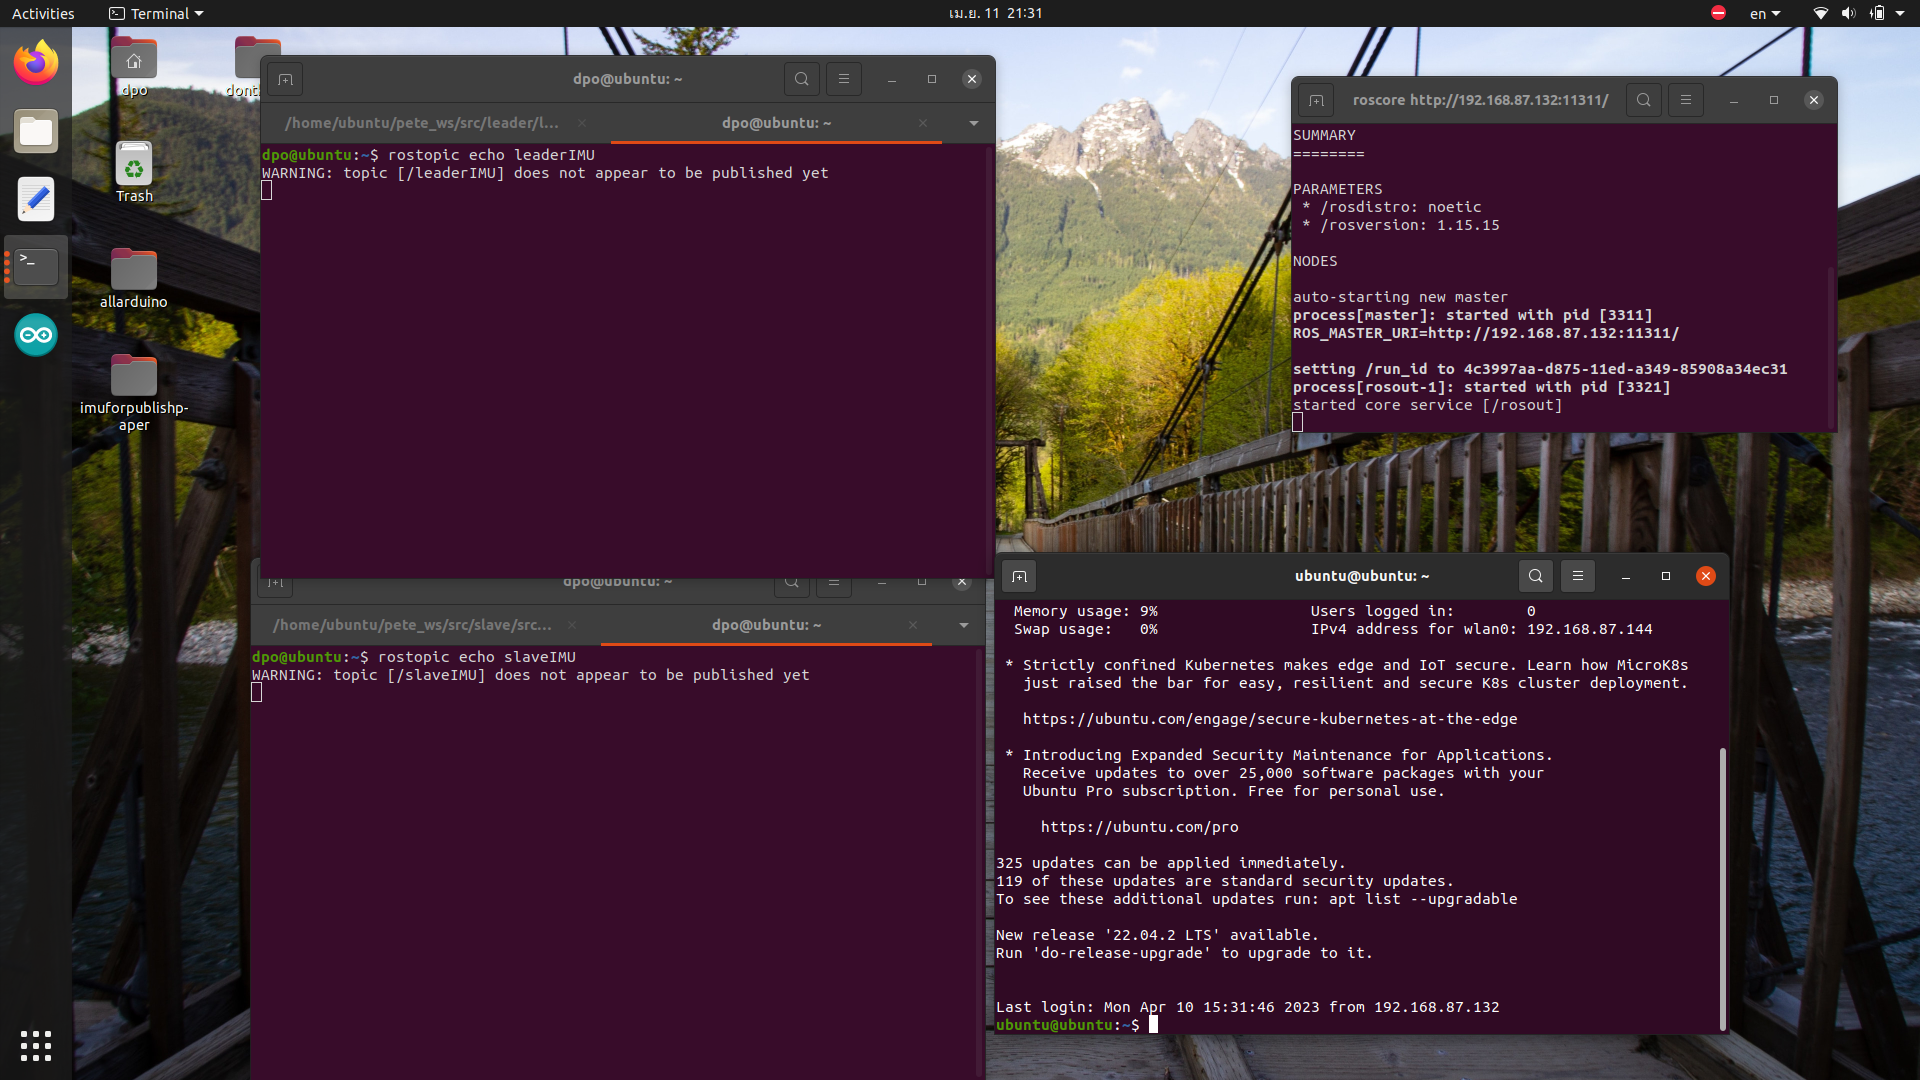 Activities
Terminal
เม.ย. 11 21:31
en
dpo
Trash
allarduino
imuforpublishp-
aper
dpo@ubuntu: ~
/home/ubuntu/pete_ws/src/leader/l...
dpo@ubuntu: ~
dpo@ubuntu:~$ rostopic echo leaderIMU
WARNING: topic [/leaderIMU] does not appear to be published yet
roscore http://192.168.87.132:11311/
SUMMARY
========
PARAMETERS
* /rosdistro: noetic
* /rosversion: 1.15.15
NODES
auto-starting new master
process[master]: started with pid [3311]
ROS_MASTER_URI=http://192.168.87.132:11311/
setting /run_id to 4c3997aa-d875-11ed-a349-85908a34ec31
process[rosout-1]: started with pid [3321]
started core service [/rosout]
dpo@ubuntu: ~
/home/ubuntu/pete_ws/src/slave/src...
dpo@ubuntu: ~
dpo@ubuntu:~$ rostopic echo slaveIMU
WARNING: topic [/slaveIMU] does not appear to be published yet
ubuntu@ubuntu: ~
Memory usage: 9% Users logged in: 0
Swap usage: 0% IPv4 address for wlan0: 192.168.87.144
* Strictly confined Kubernetes makes edge and IoT secure. Learn how MicroK8s
just raised the bar for easy, resilient and secure K8s cluster deployment.
https://ubuntu.com/engage/secure-kubernetes-at-the-edge
* Introducing Expanded Security Maintenance for Applications.
Receive updates to over 25,000 software packages with your
Ubuntu Pro subscription. Free for personal use.
https://ubuntu.com/pro
325 updates can be applied immediately.
119 of these updates are standard security updates.
To see these additional updates run: apt list --upgradable
New release '22.04.2 LTS' available.
Run 'do-release-upgrade' to upgrade to it.
Last login: Mon Apr 10 15:31:46 2023 from 192.168.87.132
ubuntu@ubuntu:~$